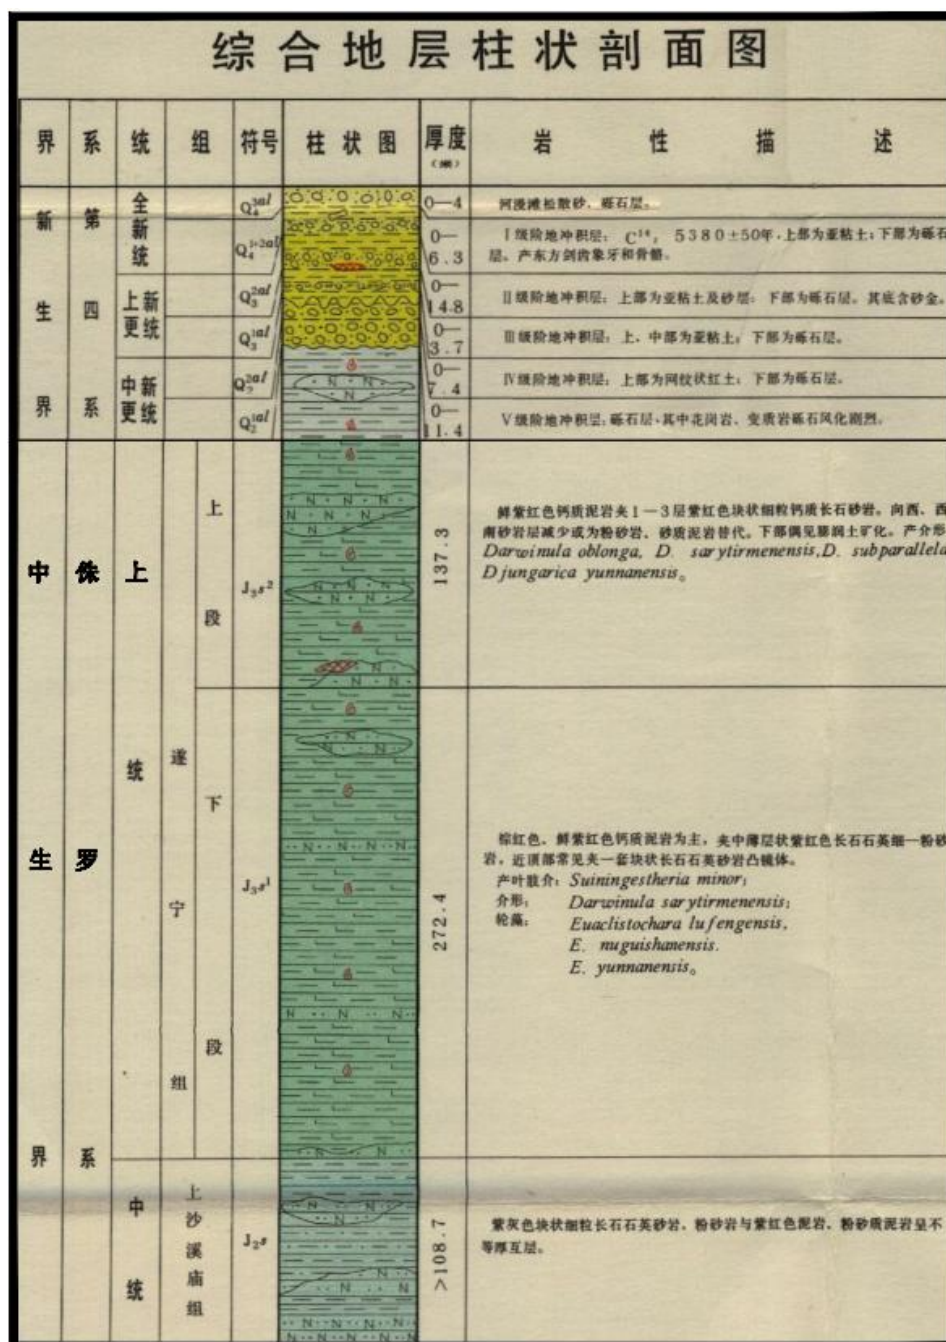 综合地层柱状剖面图
界 系 统 组 符号 柱状图 厚度 (米) 岩性描述
新生界 第四系 全新统 Q₄³ᵃˡ 0—4 河漫滩松散砂、砾石层。
Q₄¹⁺²ᵃˡ 0—6.3 Ⅰ级阶地冲积层: C¹⁴, 5380±50年,上部为亚粘土;下部为砾石
层。产东方剑齿象牙和骨骼。
上更新统 Q₃²ᵃˡ 0—14.8 Ⅱ级阶地冲积层:上部为亚粘土及砂层;下部为砾石层。其底含砂金。
Q₃¹ᵃˡ 0—3.7 Ⅲ级阶地冲积层:上、中部为亚粘土;下部为砾石层。
中更新统 Q₂²ᵃˡ 0—7.4 Ⅳ级阶地冲积层:上部为网纹状红土;下部为砾石层。
Q₂¹ᵃˡ 0—11.4 Ⅴ级阶地冲积层:砾石层,其中花岗岩、变质岩砾石风化剧烈。
中生界 侏罗系 上统 遂宁组 上段 J₃s² 137.3 鲜紫红色钙质泥岩夹1—3层紫红色块状细粒钙质长石砂岩。向西、西
南砂岩层减少或为粉砂岩、砂质泥岩替代。下部偶见膨润土矿化。产介形
Darwinula oblonga, D. sarytirmenensis, D. subparallela
Djungarica yunnanensis。
下段 J₃s¹ 272.4 棕红色、鲜紫红色钙质泥岩为主,夹中薄层状紫红色长石石英细—粉砂
岩,近顶部常见夹一套块状长石石英砂岩凸镜体。
产叶肢介: Suiningestheria minor;
介形: Darwinula sarytirmenensis;
轮藻: Euaclistochara lufengensis,
E. nuguishanensis.
E. yunnanensis。
中统 上沙溪庙组 J₂s >108.7 紫灰色块状细粒长石石英砂岩、粉砂岩与紫红色泥岩、粉砂质泥岩呈不
等厚互层。